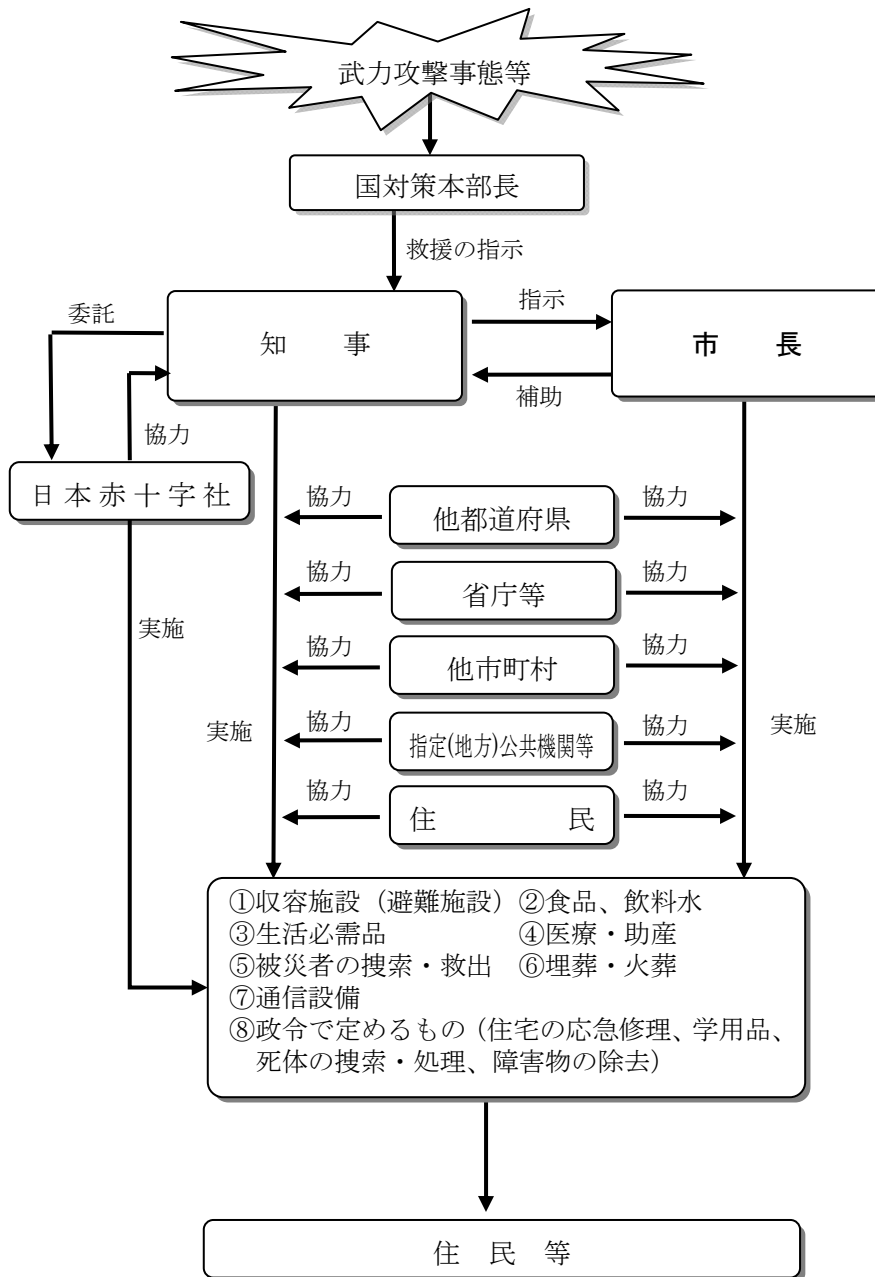 武力攻撃事態等
国対策本部長
救援の指示
委託
知 事
指示
市 長
補助
協力
日本赤十字社
協力 他都道府県 協力
協力 省庁等 協力
実施
協力 他市町村 協力
実施
協力 指定(地方)公共機関等 協力
実施
協力 住 民 協力
①収容施設（避難施設）②食品、飲料水
③生活必需品 ④医療・助産
⑤被災者の捜索・救出 ⑥埋葬・火葬
⑦通信設備
⑧政令で定めるもの（住宅の応急修理、学用品、
死体の捜索・処理、障害物の除去）
住 民 等